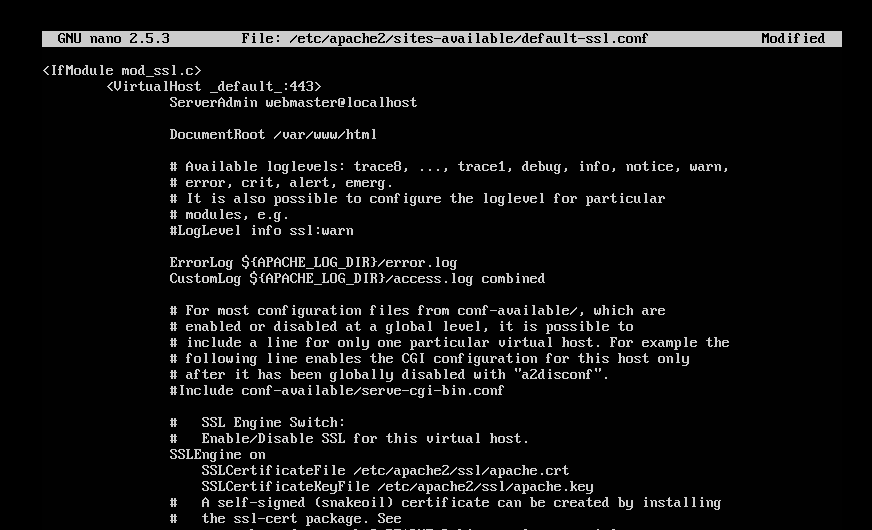 GNU nano 2.5.3 File: /etc/apache2/sites-available/default-ssl.conf Modified
<IfModule mod_ssl.c>
<VirtualHost _default_:443>
ServerAdmin webmaster@localhost
DocumentRoot /var/www/html
# Available loglevels: trace8, ..., trace1, debug, info, notice, warn,
# error, crit, alert, emerg.
# It is also possible to configure the loglevel for particular
# modules, e.g.
#LogLevel info ssl:warn
ErrorLog ${APACHE_LOG_DIR}/error.log
CustomLog ${APACHE_LOG_DIR}/access.log combined
# For most configuration files from conf-available/, which are
# enabled or disabled at a global level, it is possible to
# include a line for only one particular virtual host. For example the
# following line enables the CGI configuration for this host only
# after it has been globally disabled with "a2disconf".
#Include conf-available/serve-cgi-bin.conf
#   SSL Engine Switch:
#   Enable/Disable SSL for this virtual host.
SSLEngine on
SSLCertificateFile /etc/apache2/ssl/apache.crt
SSLCertificateKeyFile /etc/apache2/ssl/apache.key
#   A self-signed (snakeoil) certificate can be created by installing
#   the ssl-cert package. See